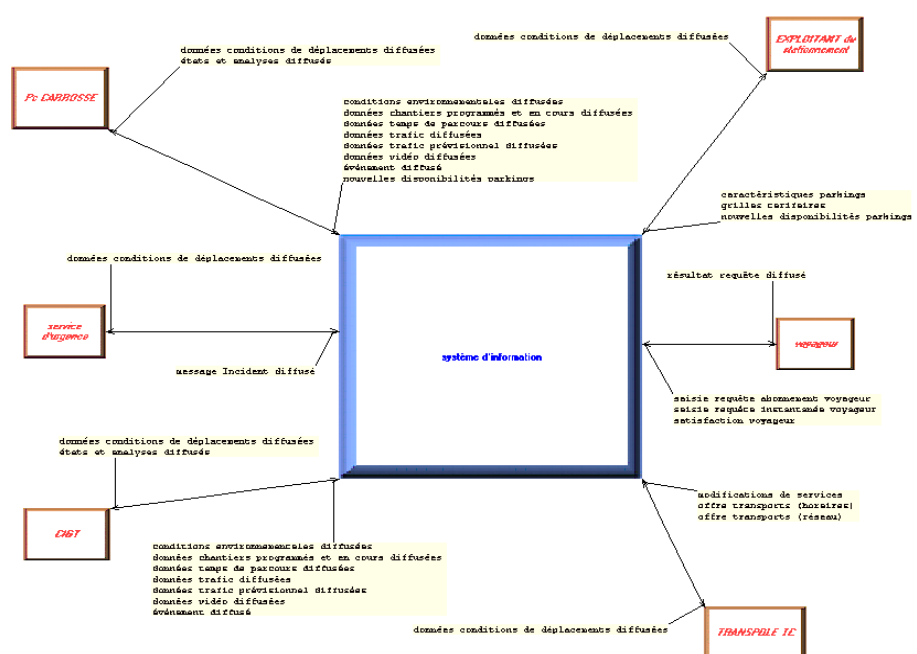 données conditions de déplacements diffusées
EXPLOITANT du
stationnement
données conditions de déplacements diffusées
états et analyses diffusés
Pc CARROSSE
conditions environnementales diffusées
données chantiers programmés et en cours diffusées
données temps de parcours diffusées
données trafic diffusées
données trafic prévisionnel diffusées
données vidéo diffusées
événement diffusé
nouvelles disponibilités parkings
caractéristiques parkings
grilles tarifaires
nouvelles disponibilités parkings
données conditions de déplacements diffusées
résultat requête diffusé
service
d'urgence
système d'information
voyageur
message Incident diffusé
saisie requête abonnement voyageur
saisie requête instantanée voyageur
satisfaction voyageur
données conditions de déplacements diffusées
états et analyses diffusés
modifications de services
offre transports (horaires)
offre transports (réseau)
CIGT
conditions environnementales diffusées
données chantiers programmés et en cours diffusées
données temps de parcours diffusées
données trafic diffusées
données trafic prévisionnel diffusées
données vidéo diffusées
événement diffusé
données conditions de déplacements diffusées
TRANSPOLE TC